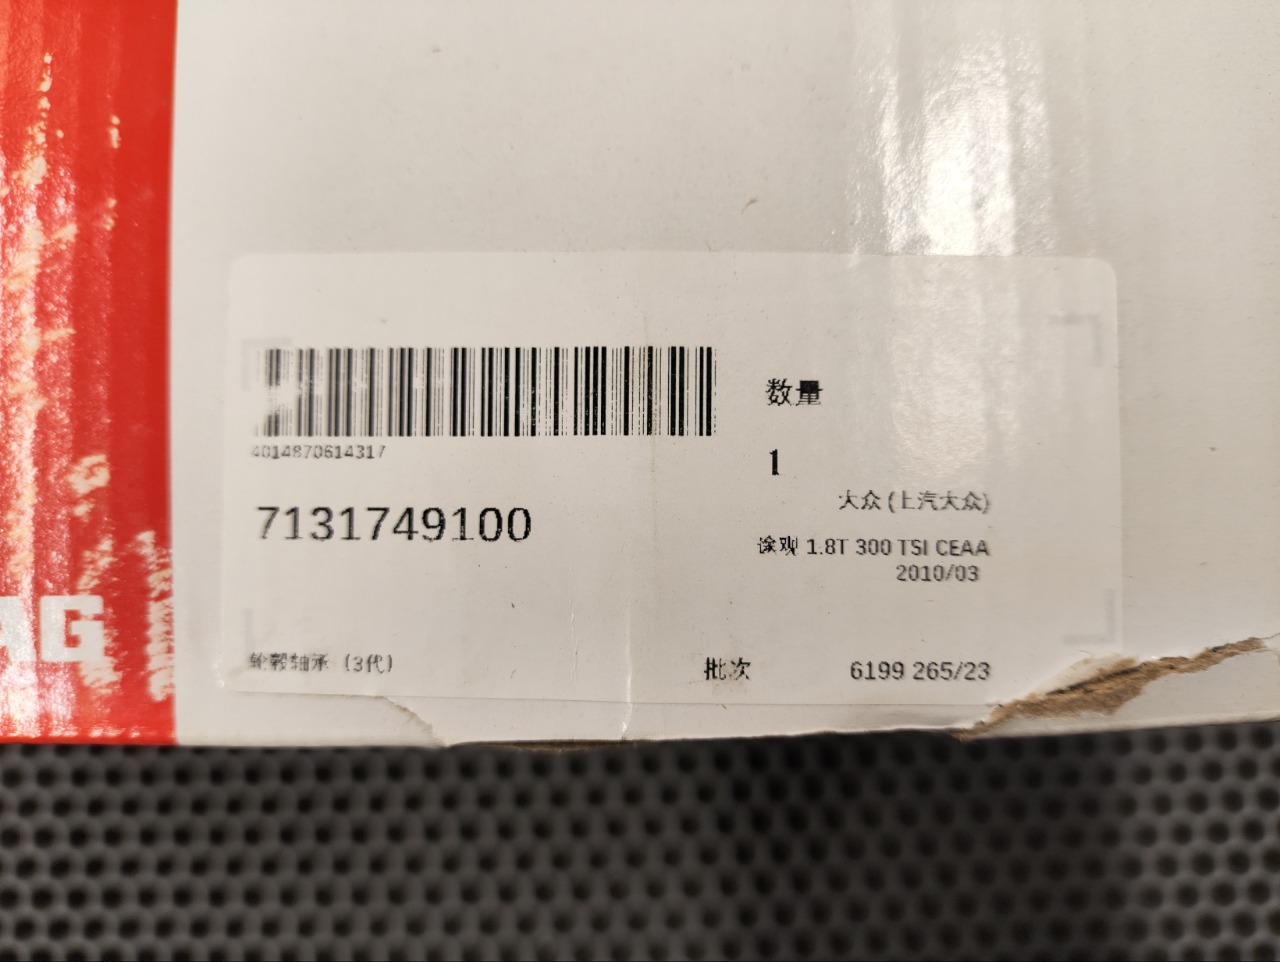 4014870614317
7131749100
数量
1
大众 (上汽大众)
途观 1.8T 300 TSI CEAA
2010/03
轮毂轴承 (3代)
批次 6199 265/23
AG